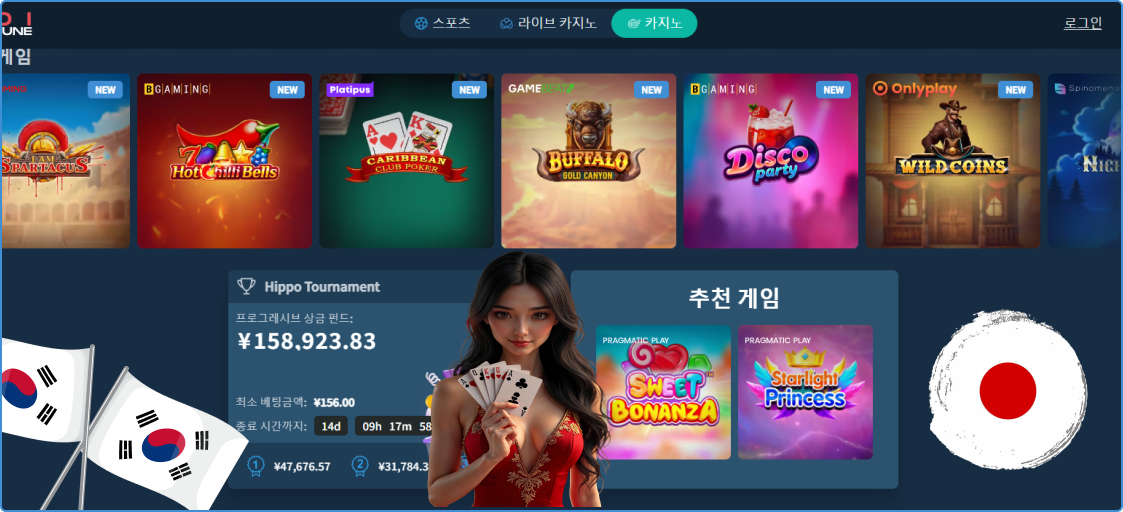 UNE
스포츠
라이브 카지노
카지노
로그인
게임
NEW
I AM
SPARTACUS
BGAMING
NEW
Hot Chilli Bells
Platipus
NEW
A K
CARIBBEAN
CLUB POKER
GAME
NEW
BUFFALO
GOLD CANYON
BGAMING
NEW
Disco
party
Onlyplay
NEW
WILD COINS
Spinomen
NIGH
Hippo Tournament
프로그레시브 상금 펀드:
¥158,923.83
최소 베팅금액: ¥156.00
종료 시간까지: 14d 09h 17m 58
1 ¥47,676.57
2 ¥31,784.3
추천 게임
PRAGMATIC PLAY
SWEET
BONANZA
PRAGMATIC PLAY
Starlight
Princess